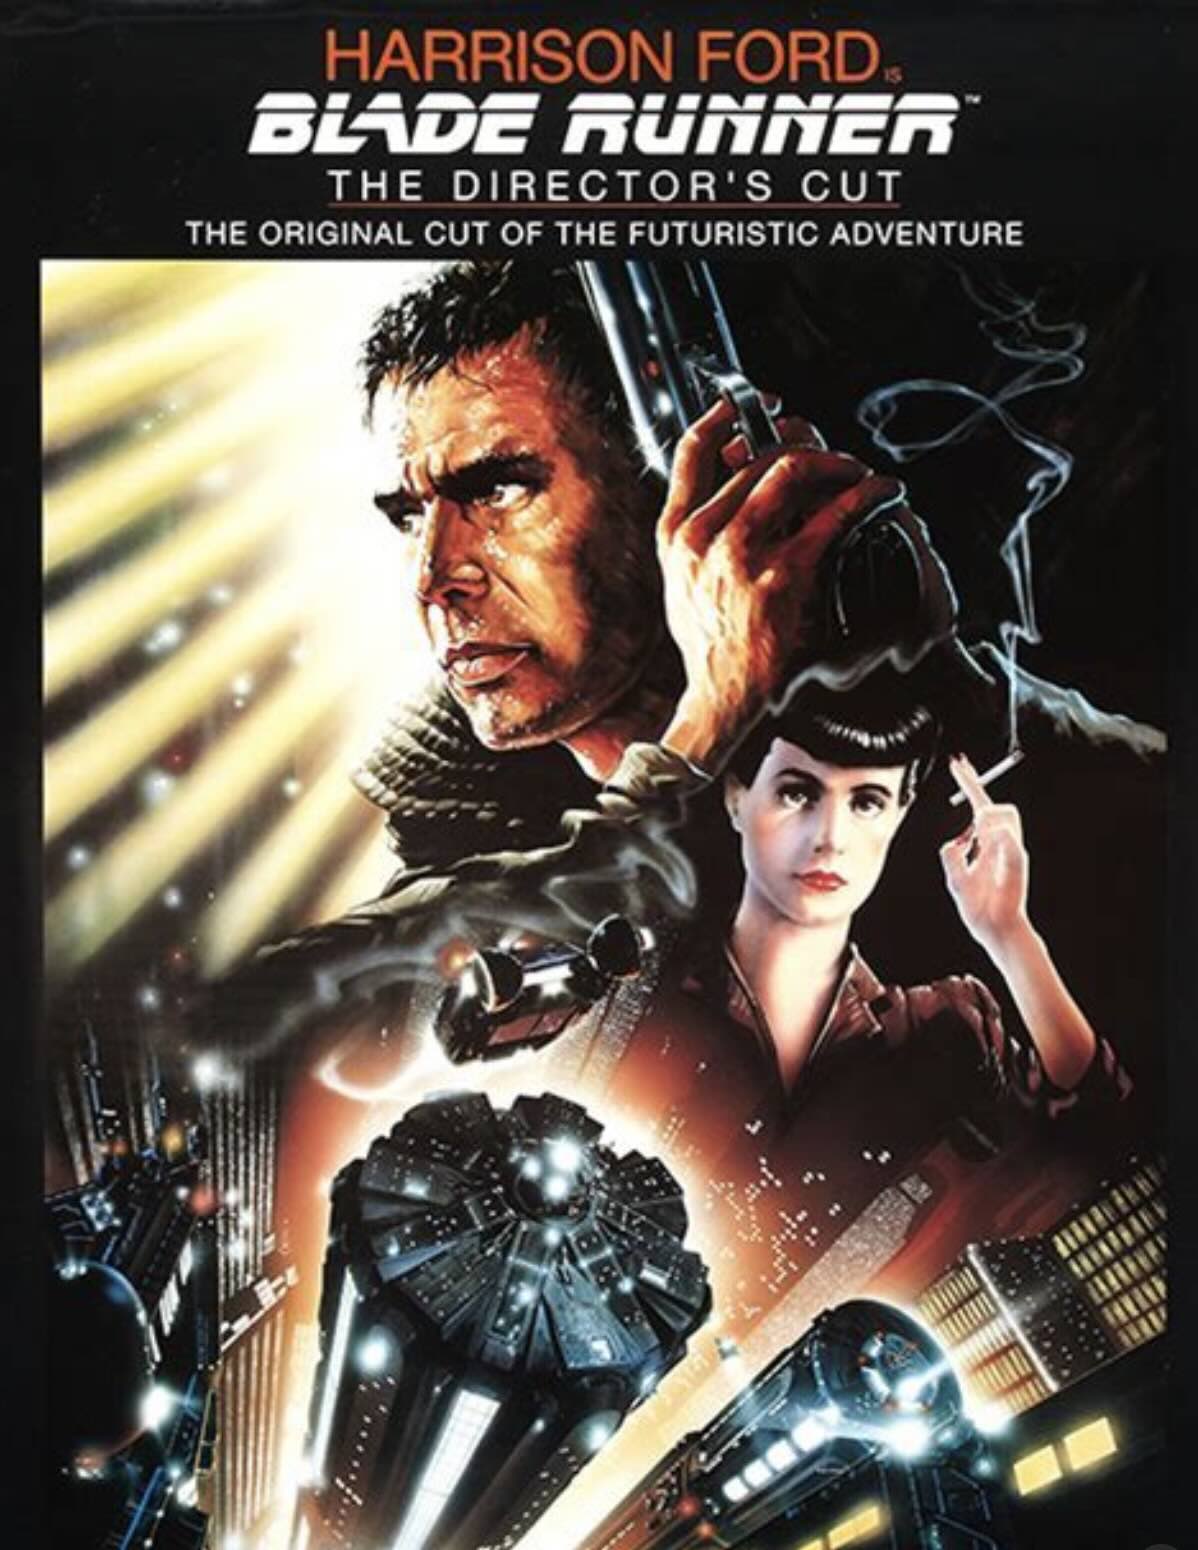 HARRISON FORD IS
BLADE RUNNER™
THE DIRECTOR'S CUT
THE ORIGINAL CUT OF THE FUTURISTIC ADVENTURE